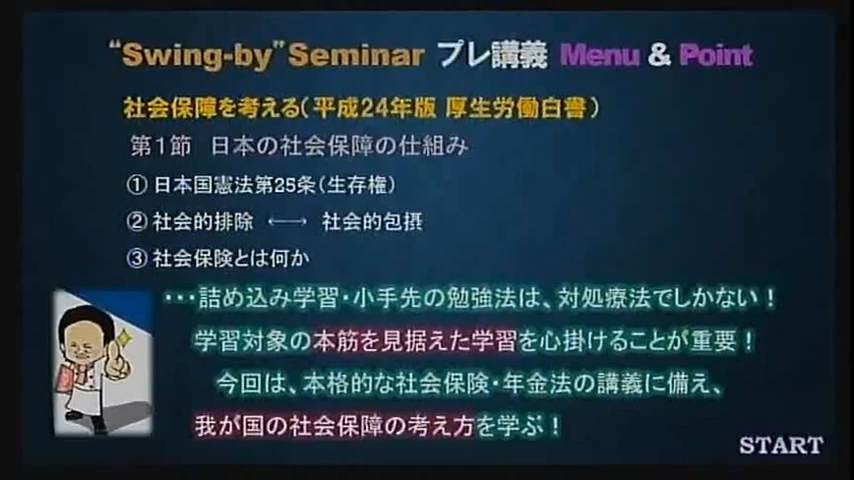 “Swing-by”Seminar プレ講義 Menu & Point
社会保障を考える（平成24年版 厚生労働白書）
第1節 日本の社会保障の仕組み
① 日本国憲法第25条（生存権）
② 社会的排除 ←→ 社会的包摂
③ 社会保険とは何か
・・・詰め込み学習・小手先の勉強法は、対処療法でしかない！
学習対象の本筋を見据えた学習を心掛けることが重要！
今回は、本格的な社会保険・年金法の講義に備え、
我が国の社会保障の考え方を学ぶ！
START